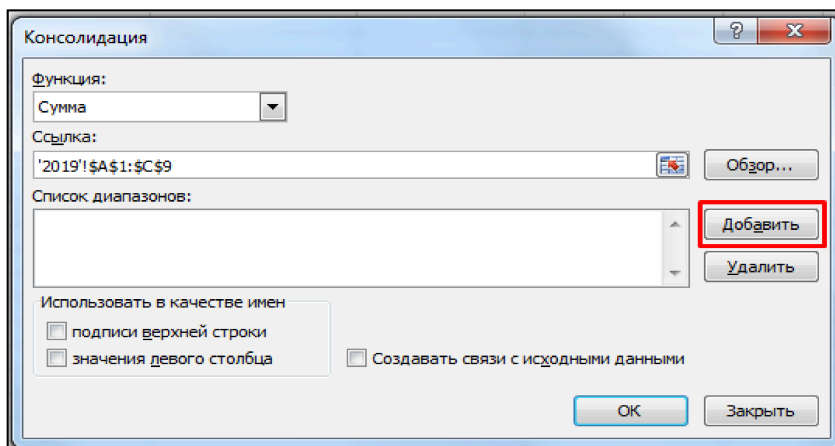 Консолидация
Функция:
Сумма
Ссылка:
'2019'!$A$1:$C$9
Обзор...
Список диапазонов:
Добавить
Удалить
Использовать в качестве имен
подписи верхней строки
значения левого столбца
Создавать связи с исходными данными
ОК
Закрыть